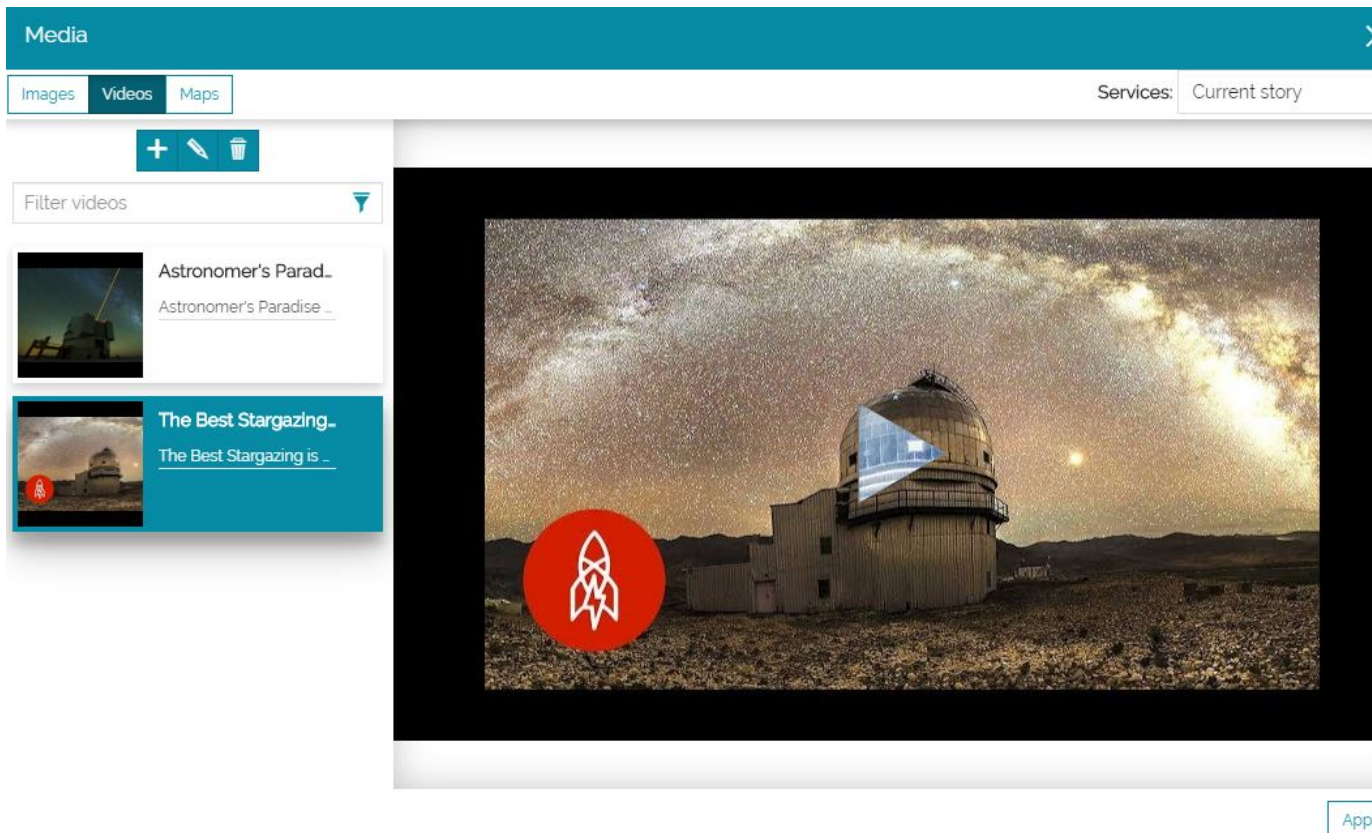 Media
Images Videos Maps Services: Current story
Filter videos
Astronomer's Parad...
Astronomer's Paradise ...
The Best Stargazing...
The Best Stargazing is ...
App